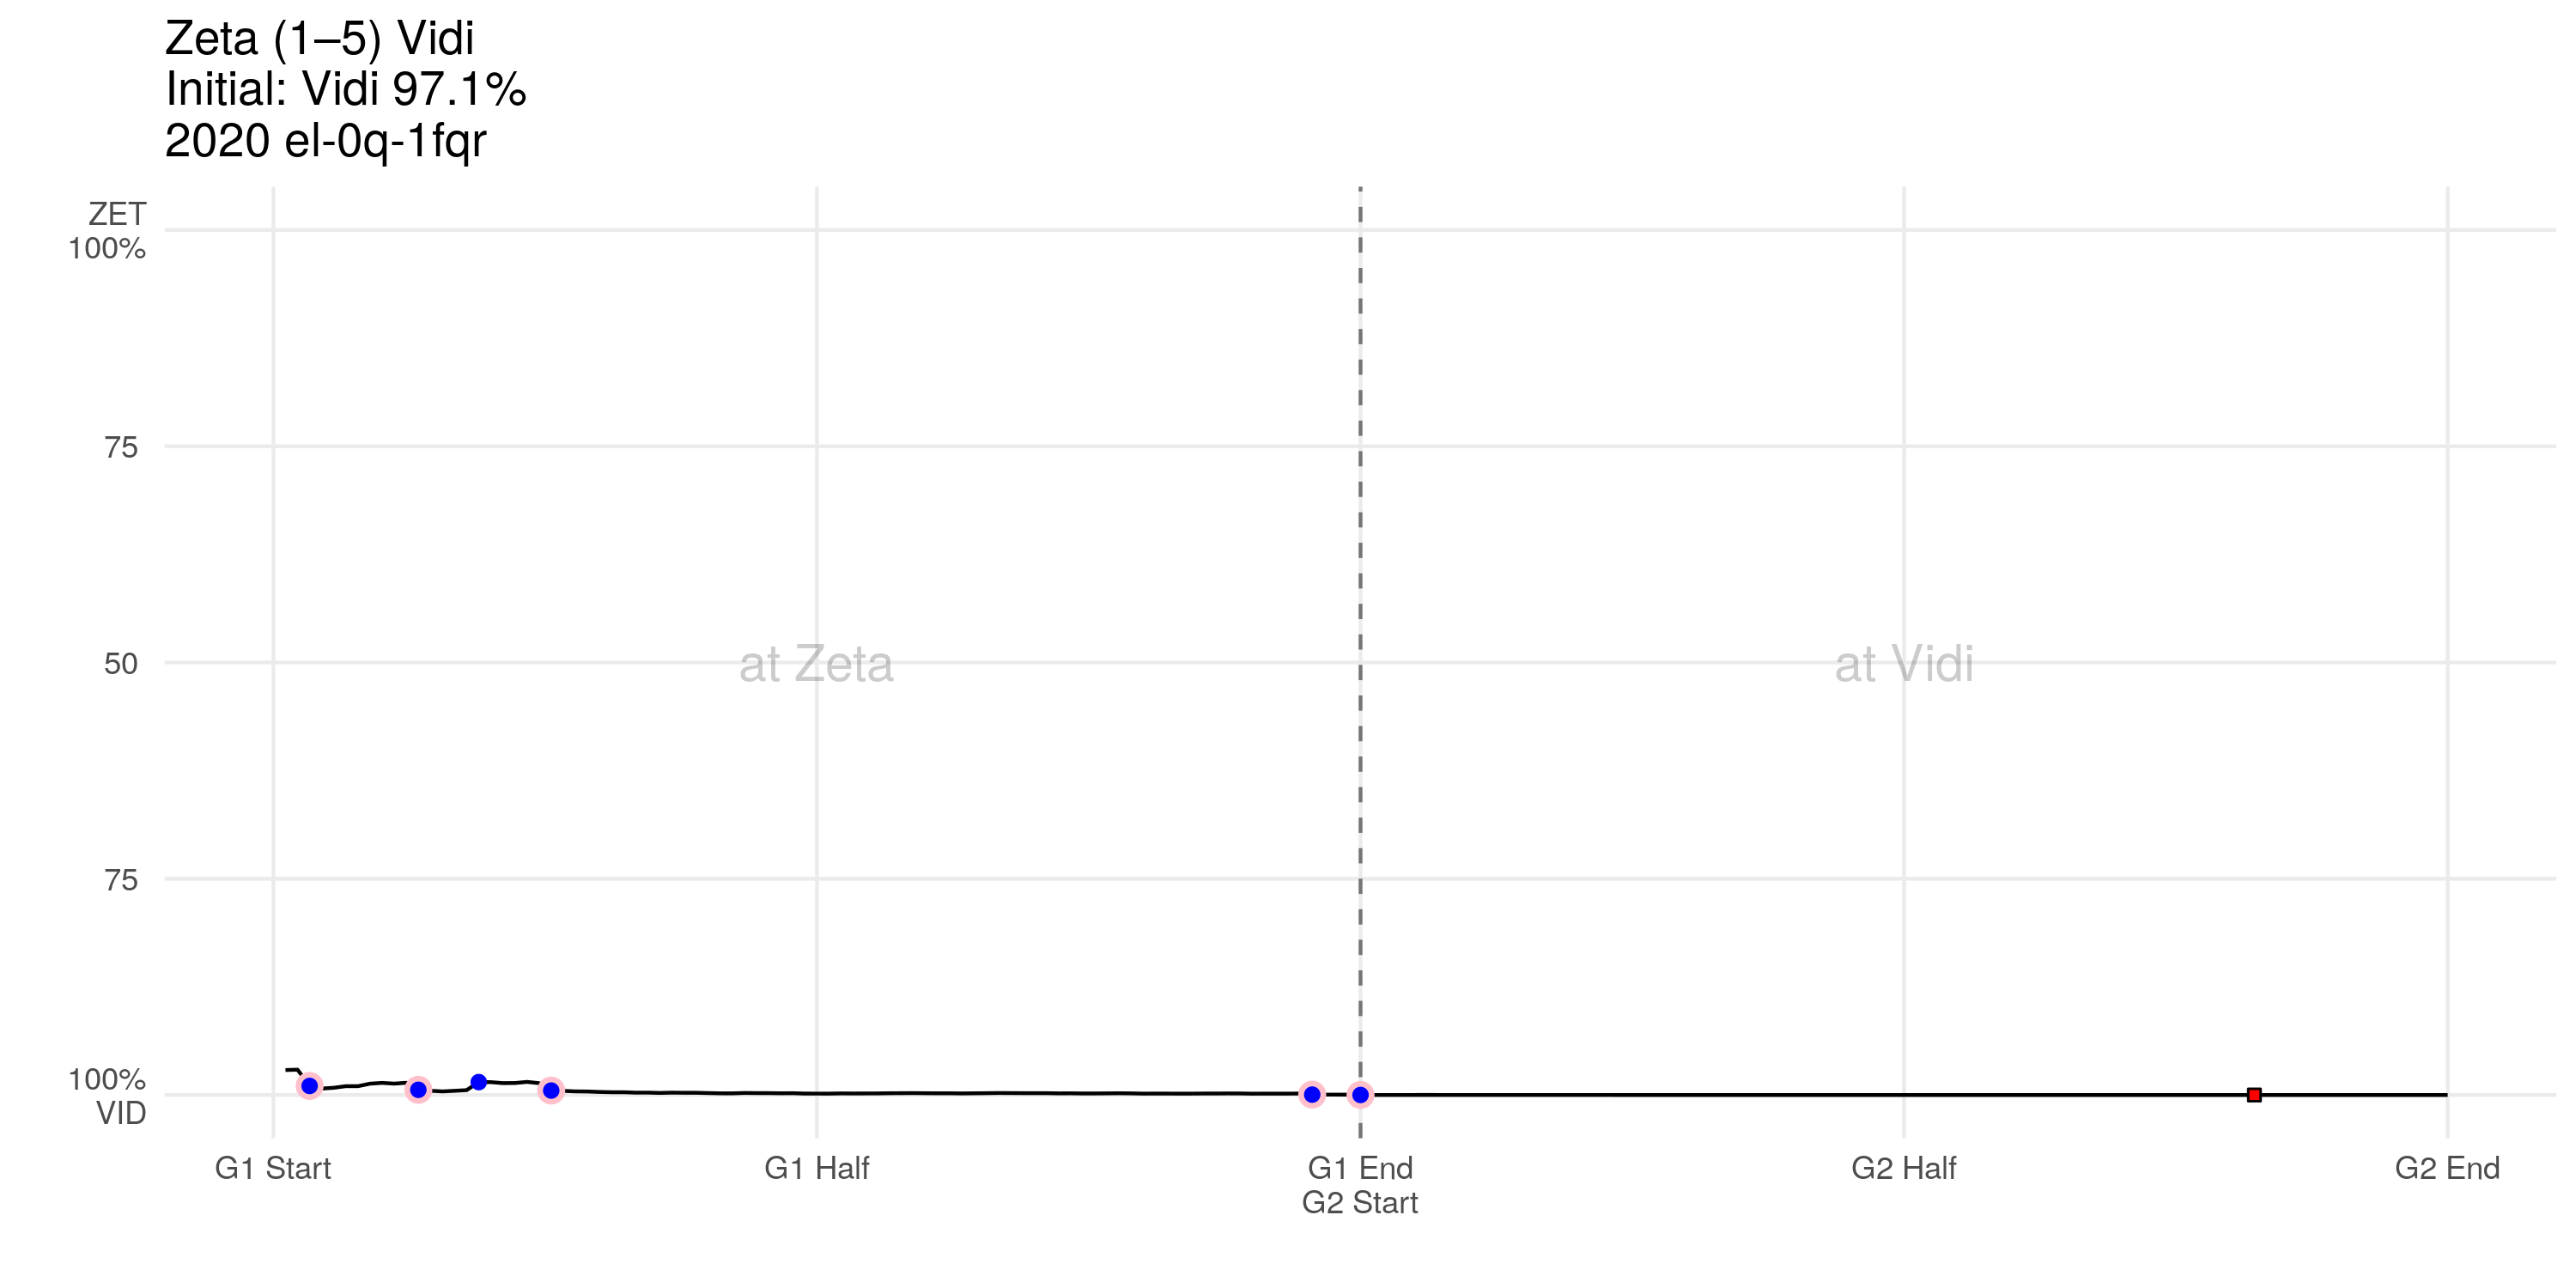 Zeta (1–5) Vidi
Initial: Vidi 97.1%
2020 el-0q-1fqr
ZET
100%
75
50
75
100%
VID
at Zeta
at Vidi
G1 Start
G1 Half
G1 End
G2 Start
G2 Half
G2 End